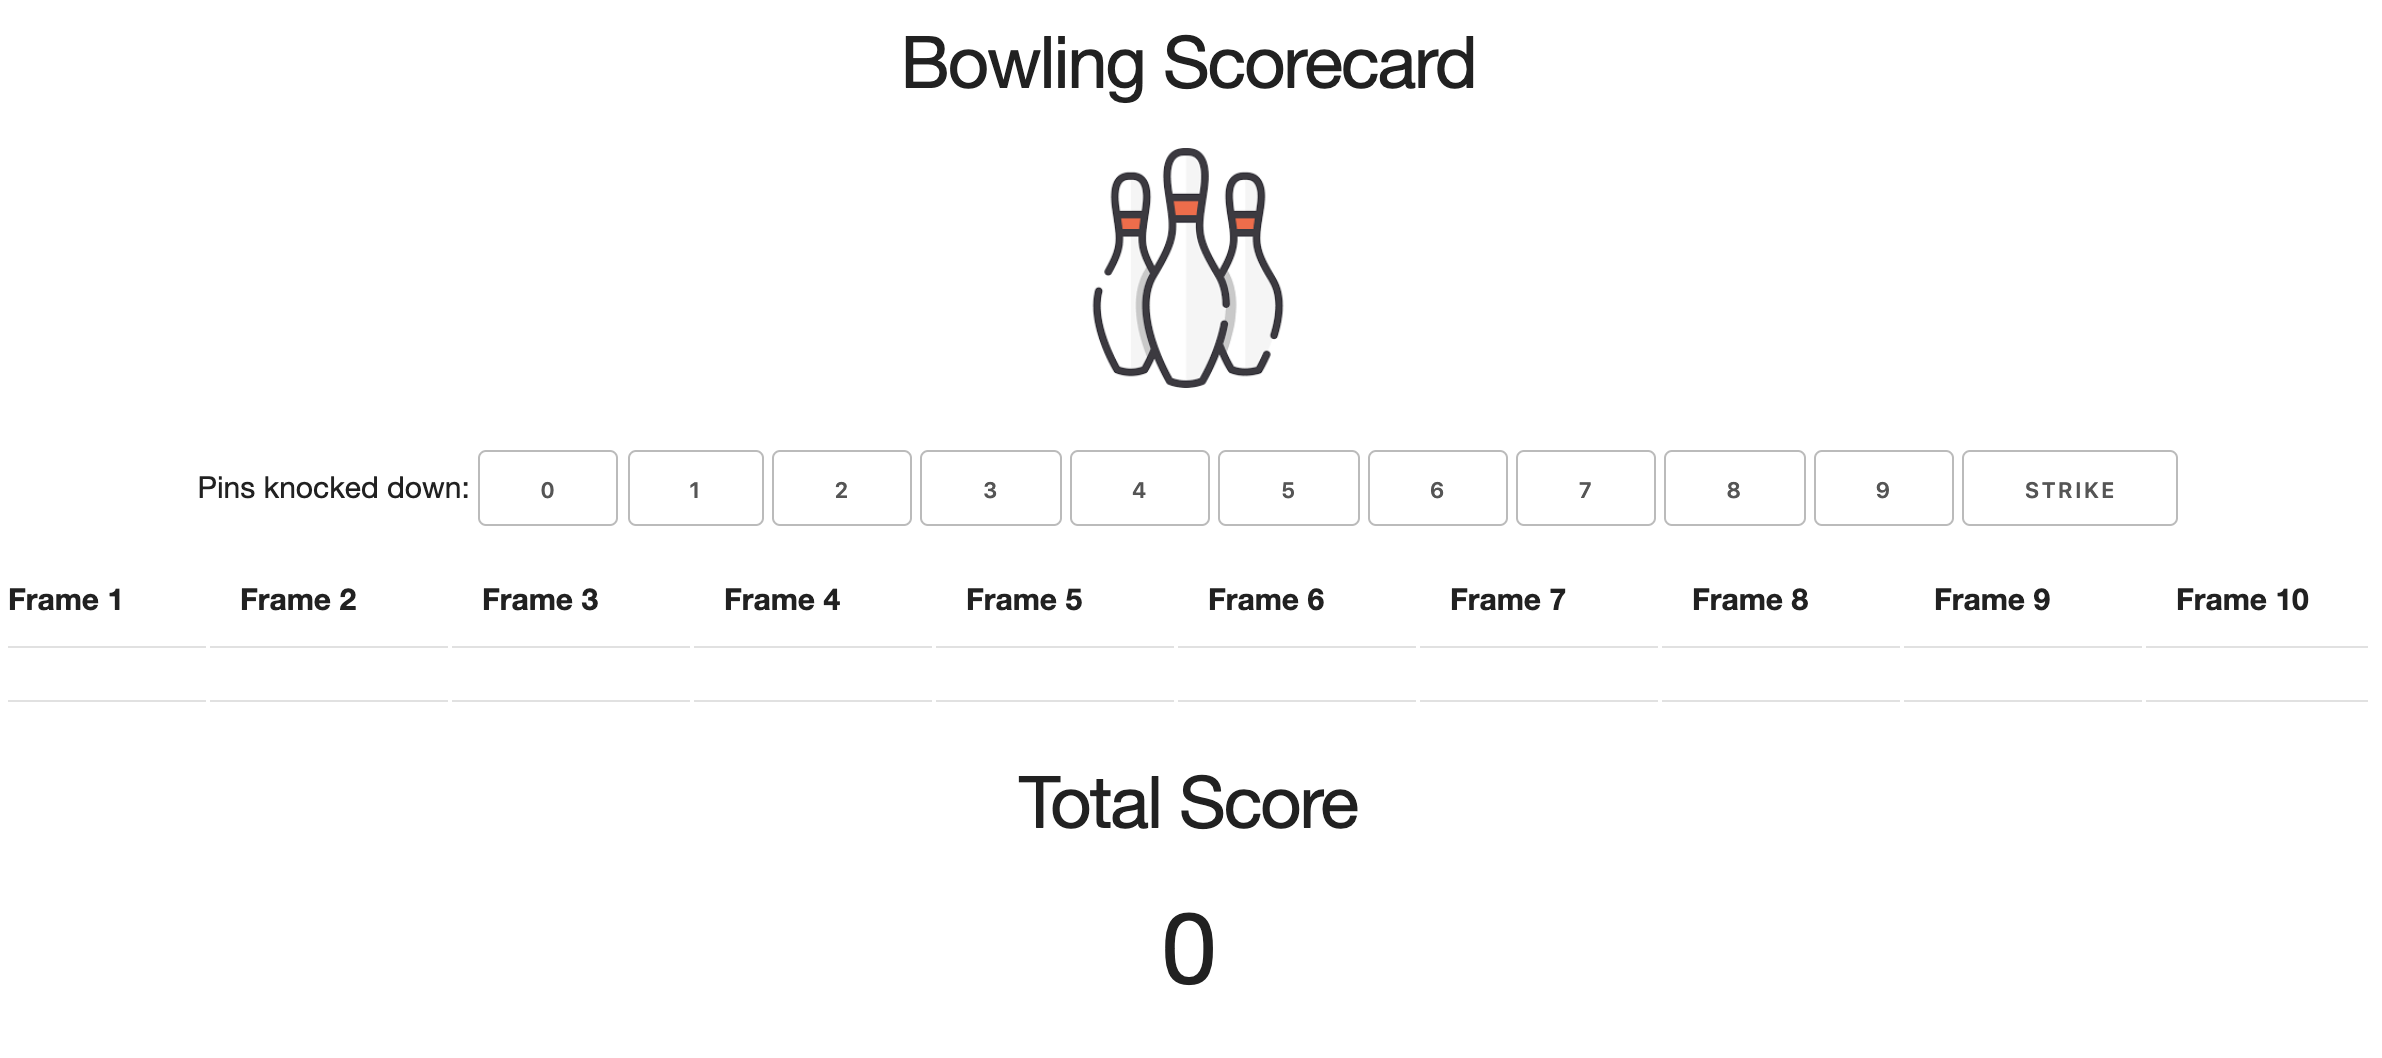 Bowling Scorecard
Pins knocked down: 0 1 2 3 4 5 6 7 8 9 STRIKE
Frame 1 Frame 2 Frame 3 Frame 4 Frame 5 Frame 6 Frame 7 Frame 8 Frame 9 Frame 10
Total Score
0